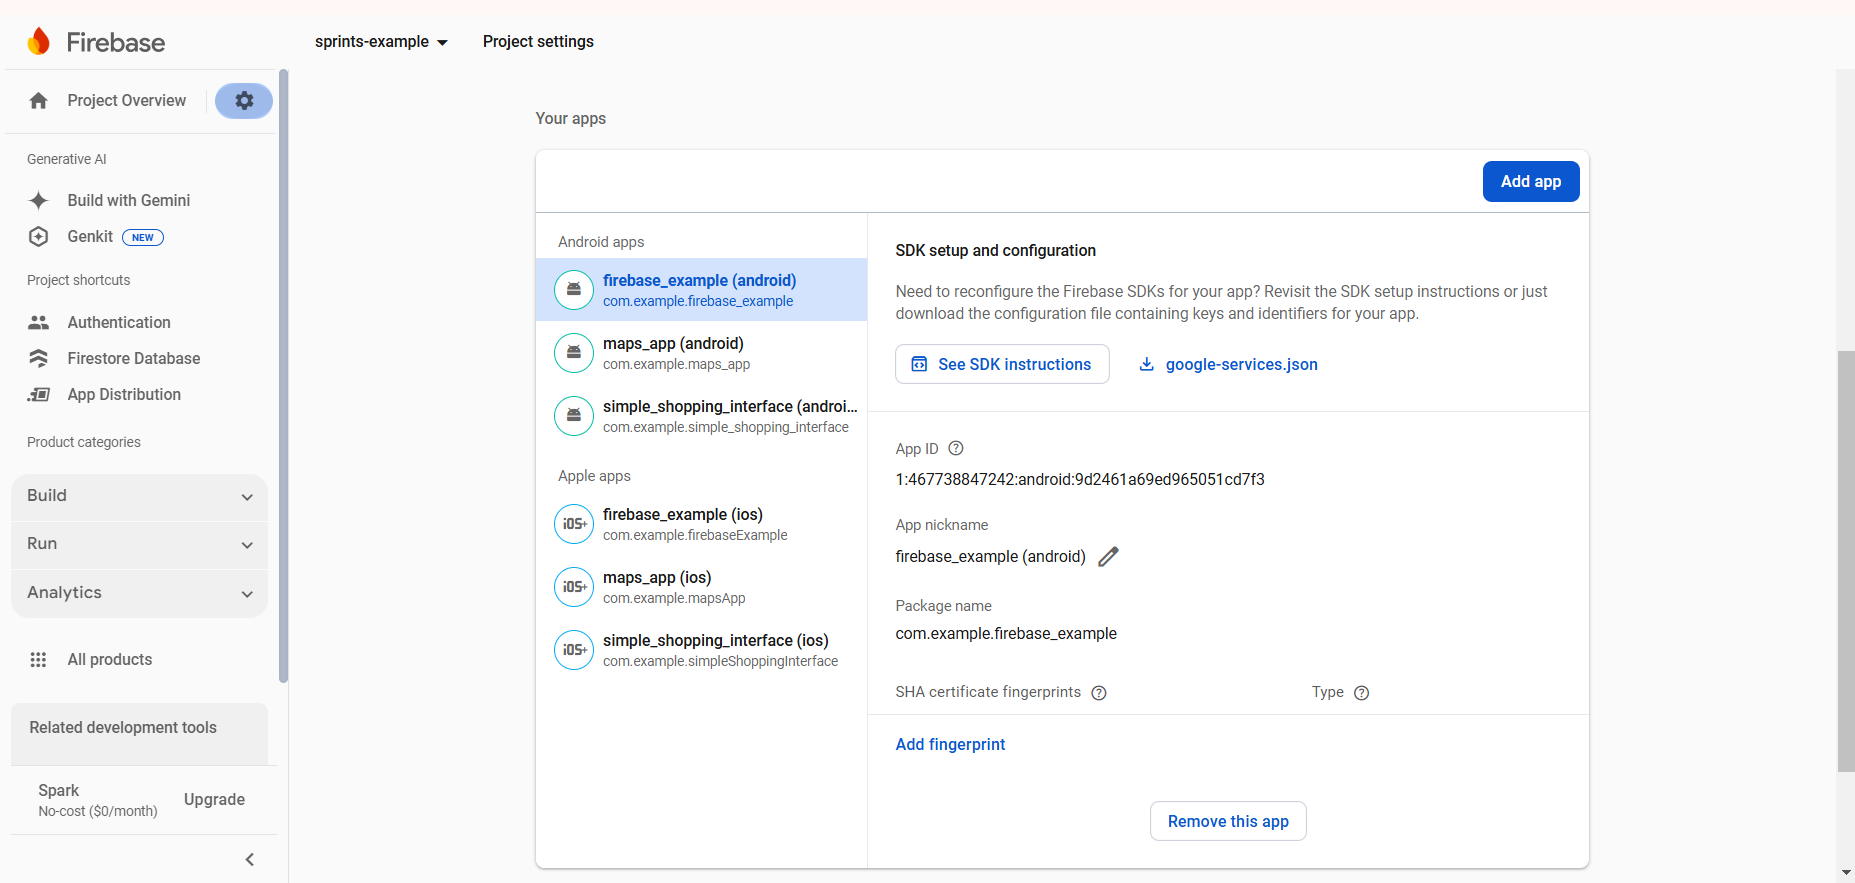 Firebase
sprints-example
Project settings
Project Overview
Generative AI
Build with Gemini
Genkit NEW
Project shortcuts
Authentication
Firestore Database
App Distribution
Product categories
Build
Run
Analytics
All products
Related development tools
Spark
No-cost ($0/month)
Upgrade
Your apps
Add app
Android apps
firebase_example (android)
com.example.firebase_example
maps_app (android)
com.example.maps_app
simple_shopping_interface (androi...
com.example.simple_shopping_interface
Apple apps
iOS+
firebase_example (ios)
com.example.firebaseExample
iOS+
maps_app (ios)
com.example.mapsApp
iOS+
simple_shopping_interface (ios)
com.example.simpleShoppingInterface
SDK setup and configuration
Need to reconfigure the Firebase SDKs for your app? Revisit the SDK setup instructions or just
download the configuration file containing keys and identifiers for your app.
See SDK instructions
google-services.json
App ID
1:467738847242:android:9d2461a69ed965051cd7f3
App nickname
firebase_example (android)
Package name
com.example.firebase_example
SHA certificate fingerprints
Type
Add fingerprint
Remove this app